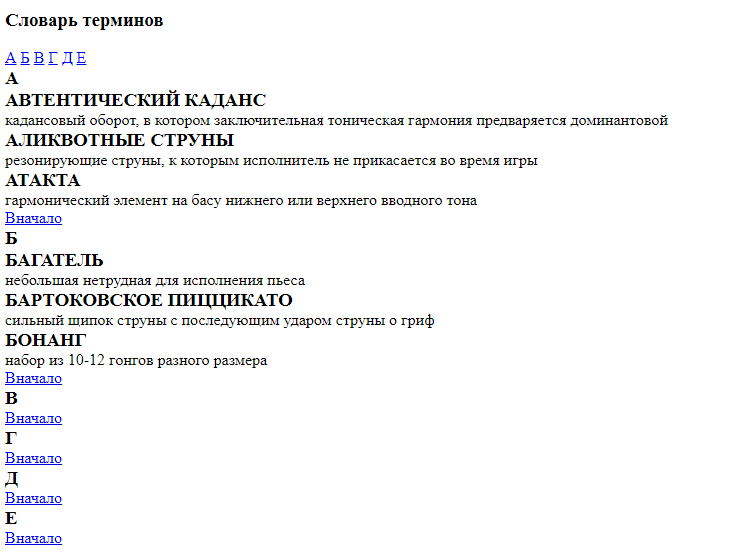 Словарь терминов
А Б В Г Д Е
А
АВТЕНТИЧЕСКИЙ КАДАНС
кадансовый оборот, в котором заключительная тоническая гармония предваряется доминантовой
АЛИКВОТНЫЕ СТРУНЫ
резонирующие струны, к которым исполнитель не прикасается во время игры
АТАКТА
гармонический элемент на басу нижнего или верхнего вводного тона
Вначало
Б
БАГАТЕЛЬ
небольшая нетрудная для исполнения пьеса
БАРТОКОВСКОЕ ПИЦЦИКАТО
сильный щипок струны с последующим ударом струны о гриф
БОНАНГ
набор из 10-12 гонгов разного размера
Вначало
В
Вначало
Г
Вначало
Д
Вначало
Е
Вначало